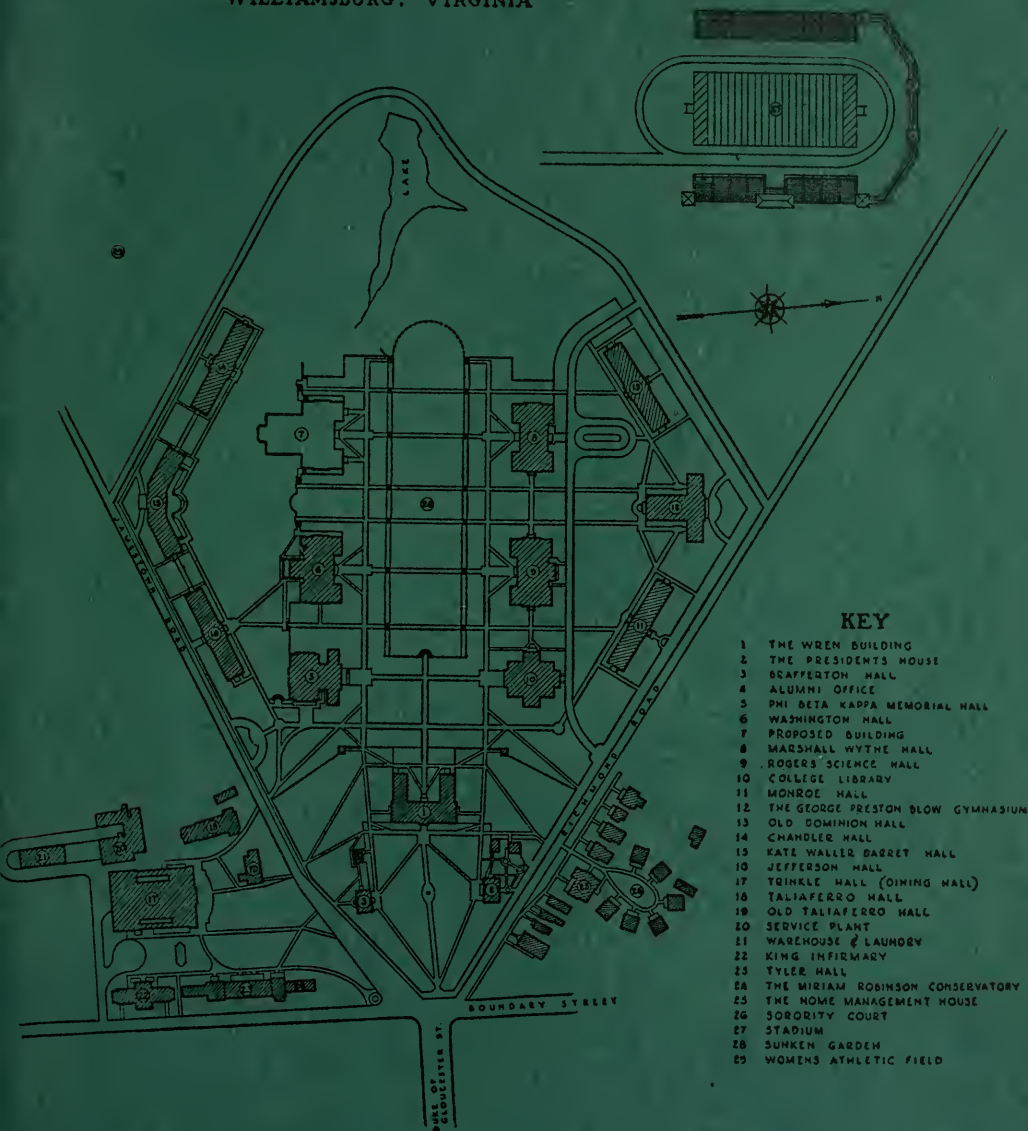 WILLIAMSBURG, VIRGINIA
LAKE
N
JAMESTOWN ROAD
RICHMOND ROAD
BOUNDARY STREET
DUKE OF
GLOUCESTER ST.
KEY
1 THE WREN BUILDING
2 THE PRESIDENTS HOUSE
3 BRAFFERTON HALL
4 ALUMNI OFFICE
5 PHI BETA KAPPA MEMORIAL HALL
6 WASHINGTON HALL
7 PROPOSED BUILDING
8 MARSHALL WYTHE HALL
9 ROGERS SCIENCE HALL
10 COLLEGE LIBRARY
11 MONROE HALL
12 THE GEORGE PRESTON BLOW GYMNASIUM
13 OLD DOMINION HALL
14 CHANDLER HALL
15 KATE WALLER BARRET HALL
16 JEFFERSON HALL
17 TRINKLE HALL (DINING HALL)
18 TALIAFERRO HALL
19 OLD TALIAFERRO HALL
20 SERVICE PLANT
21 WAREHOUSE & LAUNDRY
22 KING INFIRMARY
23 TYLER HALL
24 THE MIRIAM ROBINSON CONSERVATORY
25 THE HOME MANAGEMENT HOUSE
26 SORORITY COURT
27 STADIUM
28 SUNKEN GARDEN
29 WOMENS ATHLETIC FIELD